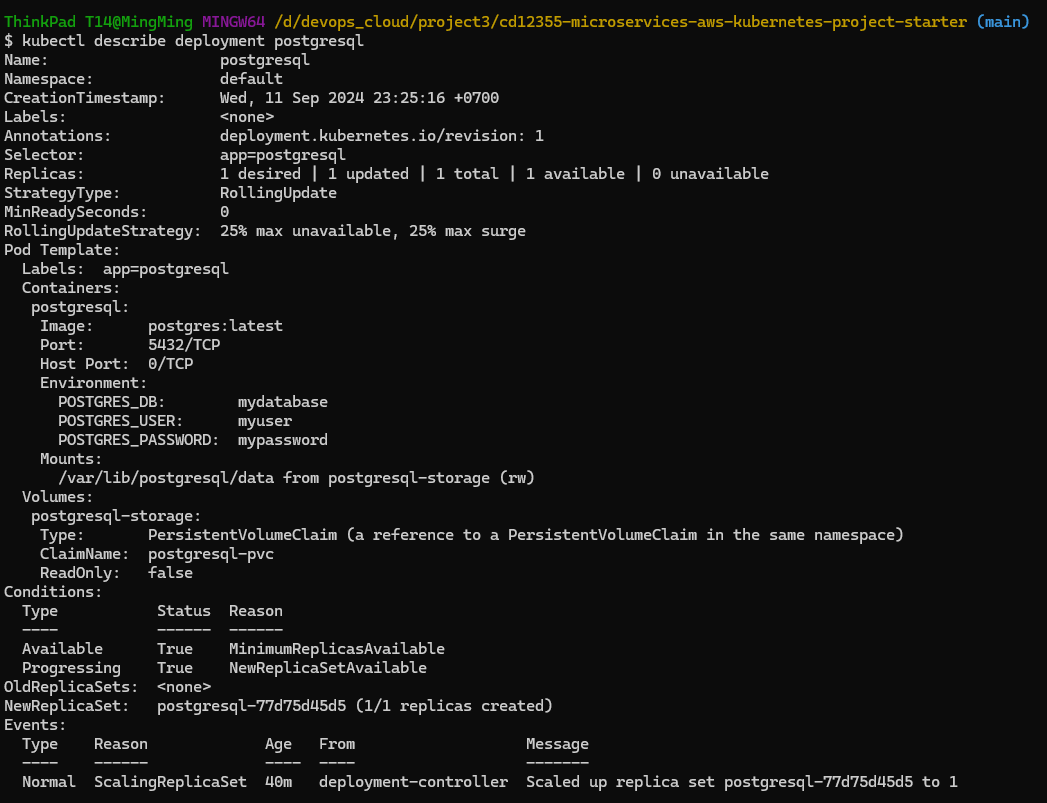 ThinkPad T14@MingMing MINGW64 /d/devops_cloud/project3/cd12355-microservices-aws-kubernetes-project-starter (main)
$ kubectl describe deployment postgresql
Name:                   postgresql
Namespace:              default
CreationTimestamp:      Wed, 11 Sep 2024 23:25:16 +0700
Labels:                 <none>
Annotations:            deployment.kubernetes.io/revision: 1
Selector:               app=postgresql
Replicas:               1 desired | 1 updated | 1 total | 1 available | 0 unavailable
StrategyType:           RollingUpdate
MinReadySeconds:        0
RollingUpdateStrategy:  25% max unavailable, 25% max surge
Pod Template:
  Labels:  app=postgresql
  Containers:
   postgresql:
    Image:      postgres:latest
    Port:       5432/TCP
    Host Port:  0/TCP
    Environment:
      POSTGRES_DB:        mydatabase
      POSTGRES_USER:      myuser
      POSTGRES_PASSWORD:  mypassword
    Mounts:
      /var/lib/postgresql/data from postgresql-storage (rw)
  Volumes:
   postgresql-storage:
    Type:       PersistentVolumeClaim (a reference to a PersistentVolumeClaim in the same namespace)
    ClaimName:  postgresql-pvc
    ReadOnly:   false
Conditions:
  Type           Status  Reason
  ----           ------  ------
  Available      True    MinimumReplicasAvailable
  Progressing    True    NewReplicaSetAvailable
OldReplicaSets:  <none>
NewReplicaSet:   postgresql-77d75d45d5 (1/1 replicas created)
Events:
  Type    Reason             Age   From                   Message
  ----    ------             ----  ----                   -------
  Normal  ScalingReplicaSet  40m   deployment-controller  Scaled up replica set postgresql-77d75d45d5 to 1